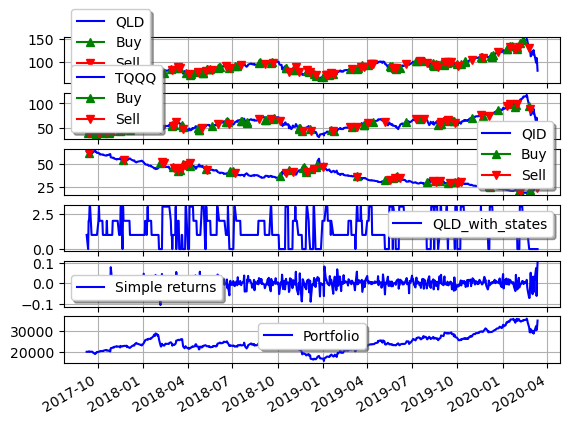 QLD
Buy
Sell
150
100
TQQQ
Buy
Sell
100
50
QID
Buy
Sell
50
25
QLD_with_states
2.5
0.0
Simple returns
0.1
0.0
−0.1
Portfolio
30000
20000
2017-10 2018-01 2018-04 2018-07 2018-10 2019-01 2019-04 2019-07 2019-10 2020-01 2020-04